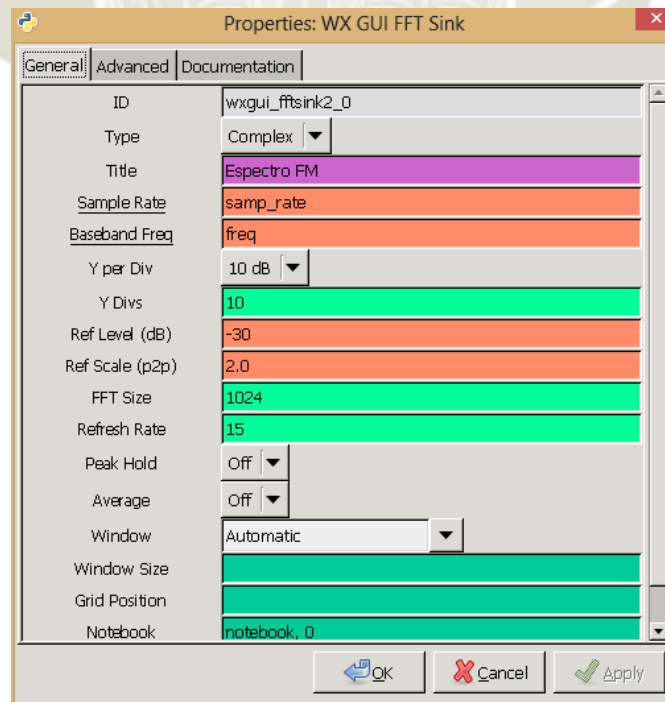 Properties: WX GUI FFT Sink
General Advanced Documentation
ID wxgui_fftsink2_0
Type Complex
Title Espectro FM
Sample Rate samp_rate
Baseband Freq freq
Y per Div 10 dB
Y Divs 10
Ref Level (dB) -30
Ref Scale (p2p) 2.0
FFT Size 1024
Refresh Rate 15
Peak Hold Off
Average Off
Window Automatic
Window Size
Grid Position
Notebook notebook, 0
OK Cancel Apply